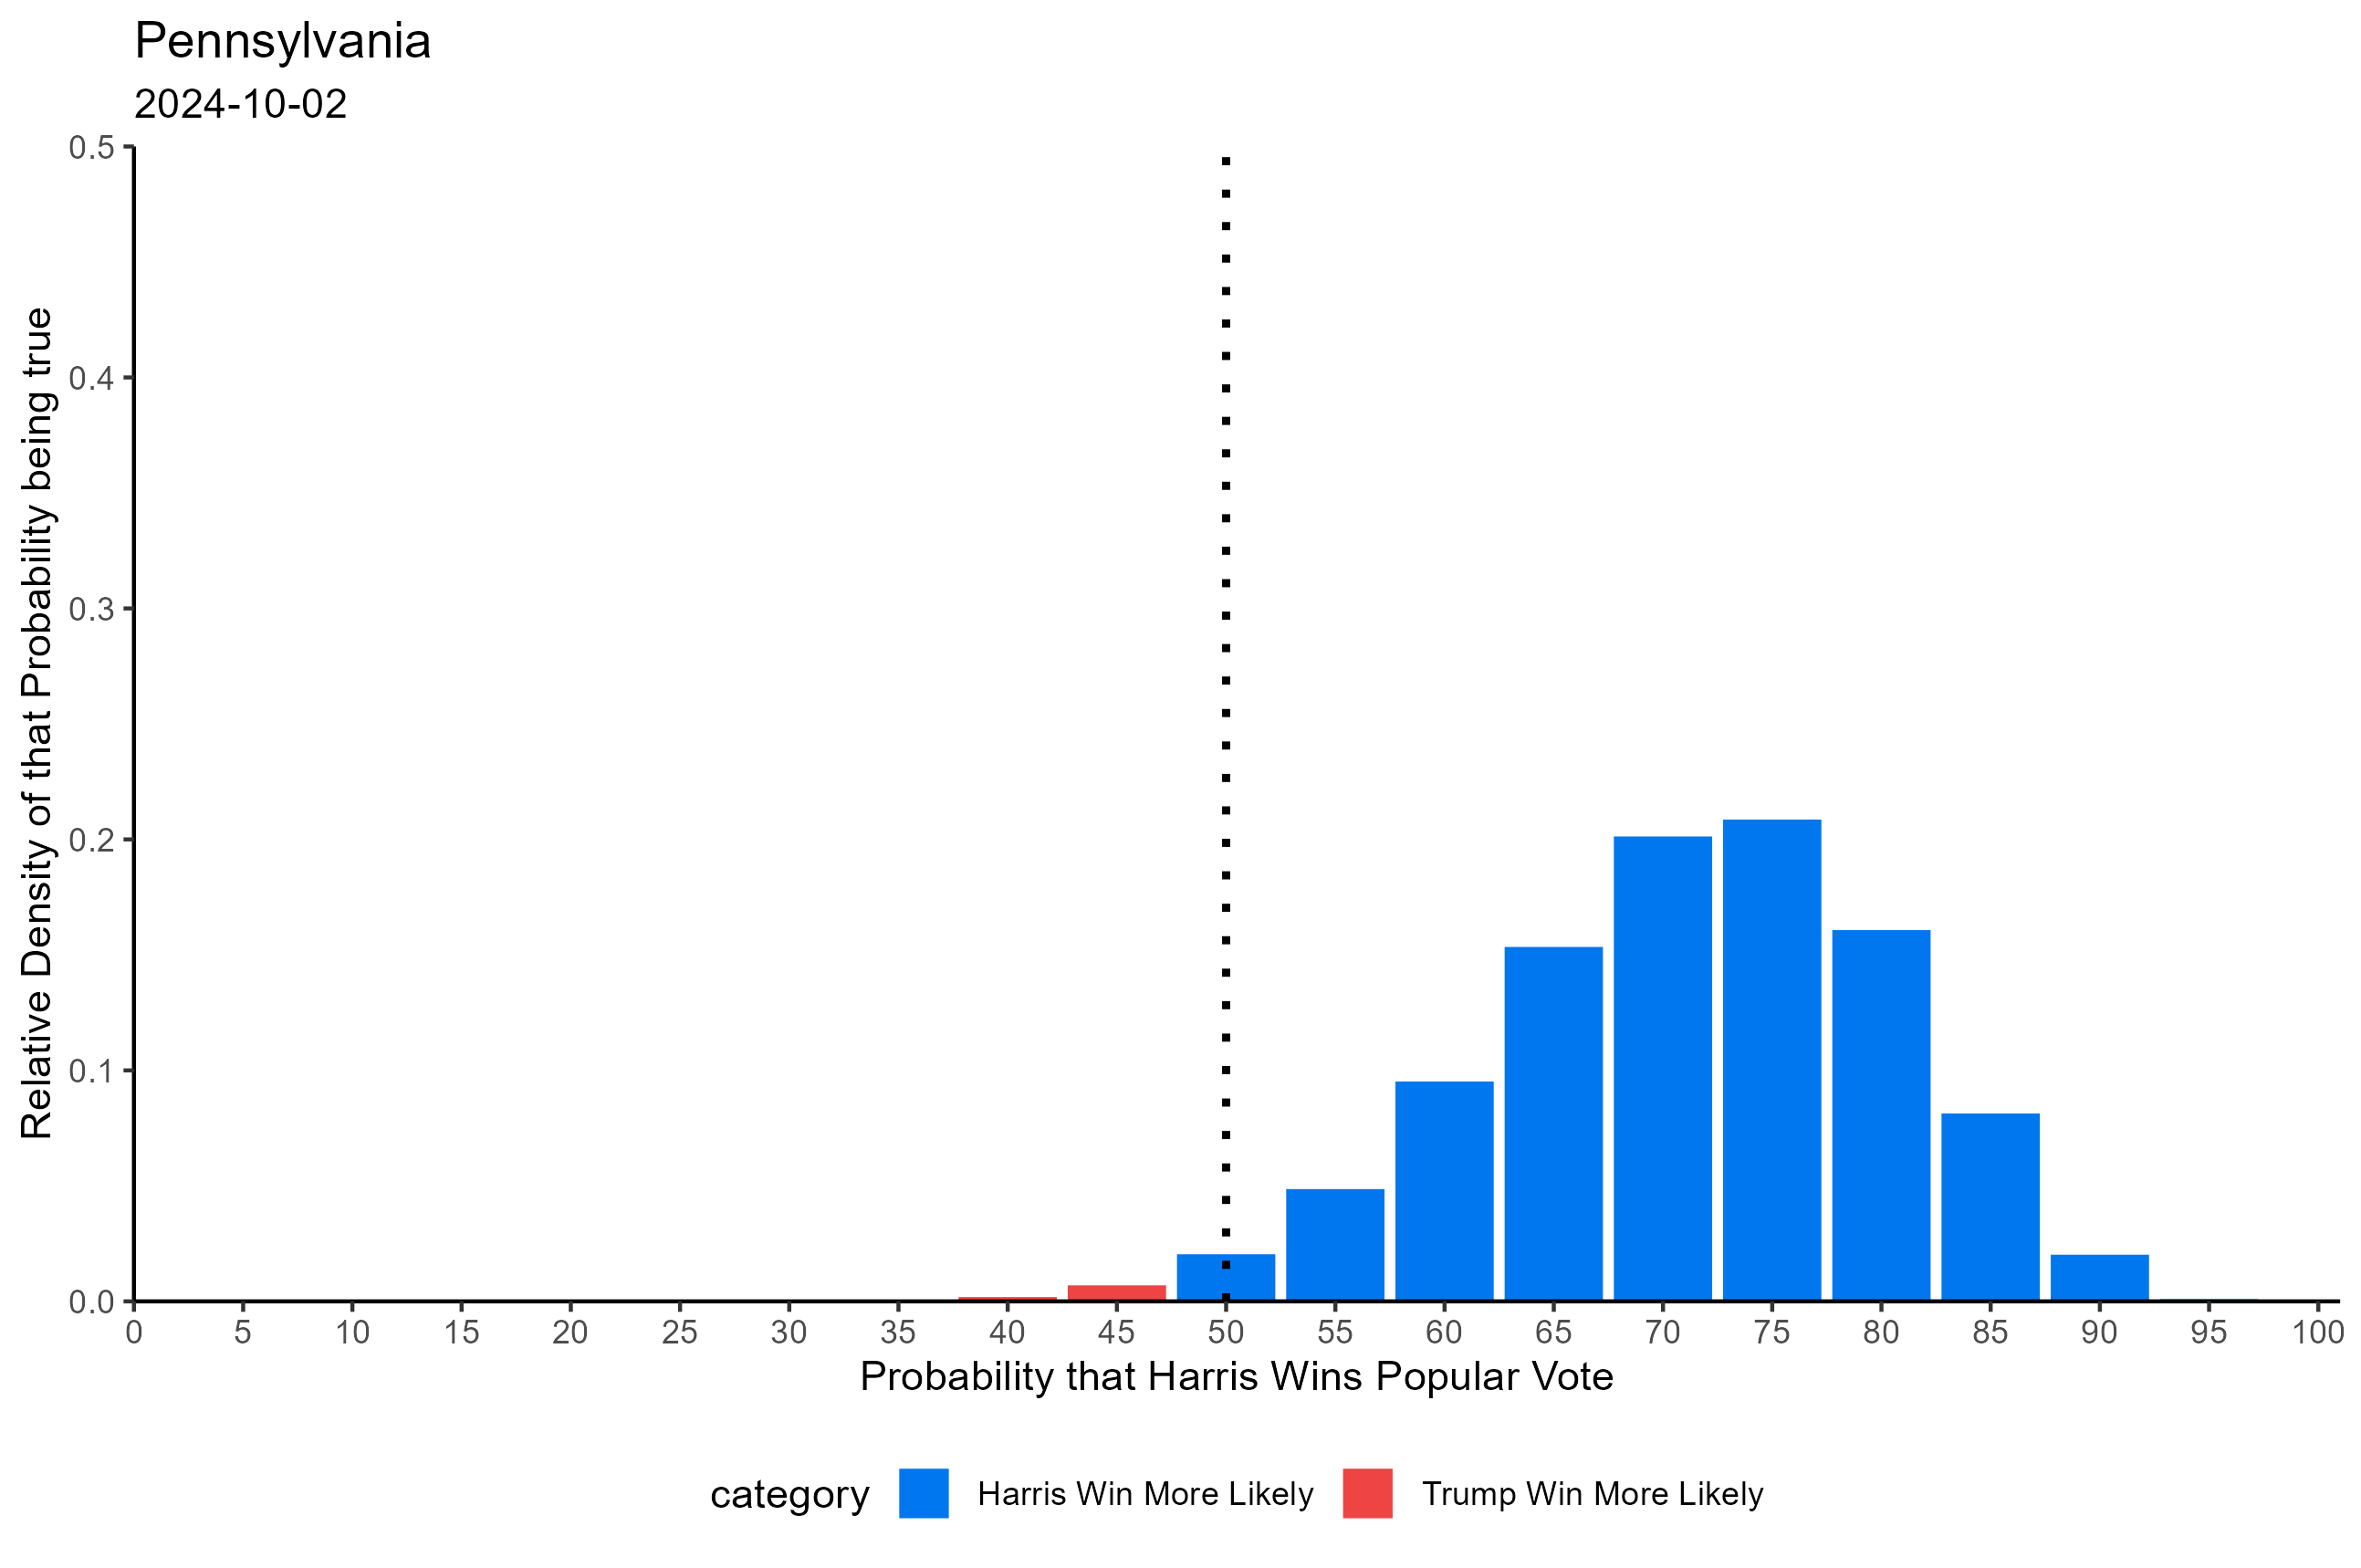 Pennsylvania
2024-10-02
Relative Density of that Probability being true
0.5
0.4
0.3
0.2
0.1
0.0
0 5 10 15 20 25 30 35 40 45 50 55 60 65 70 75 80 85 90 95 100
Probability that Harris Wins Popular Vote
category Harris Win More Likely Trump Win More Likely